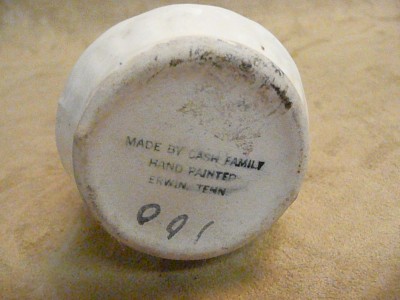 MADE BY CASH FAMILY
HAND PAINTED
ERWIN, TENN
001